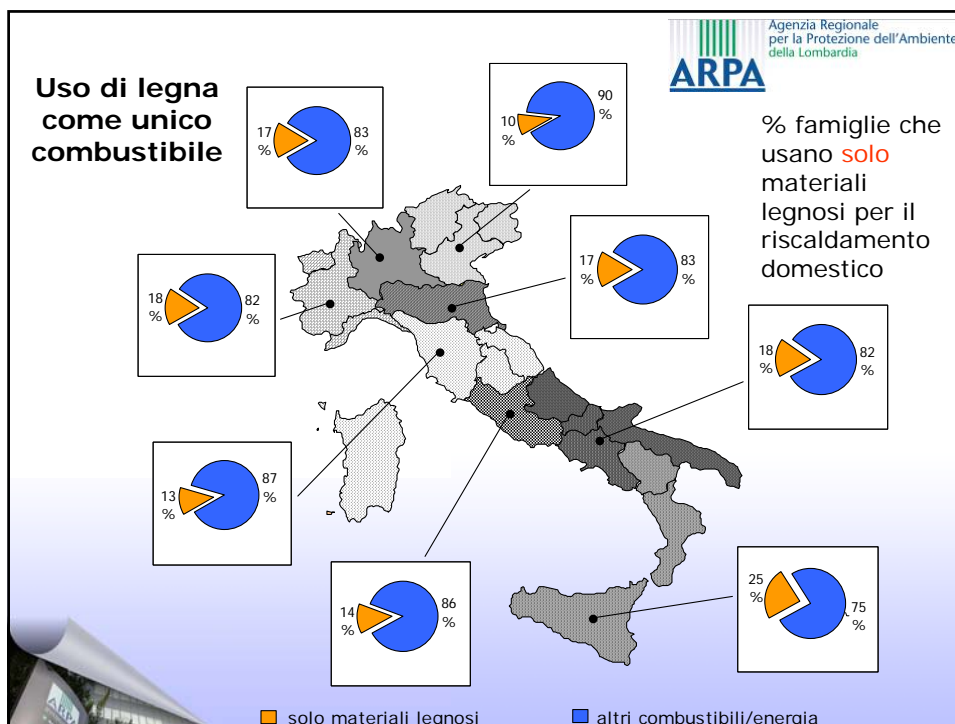 Agenzia Regionale
per la Protezione dell'Ambiente
della Lombardia
ARPA
Uso di legna
come unico
combustibile
17
%
83
%
10
%
90
%
% famiglie che
usano solo
materiali
legnosi per il
riscaldamento
domestico
18
%
82
%
17
%
83
%
18
%
82
%
13
%
87
%
14
%
86
%
25
%
75
%
ARPA
solo materiali legnosi
altri combustibili/energia